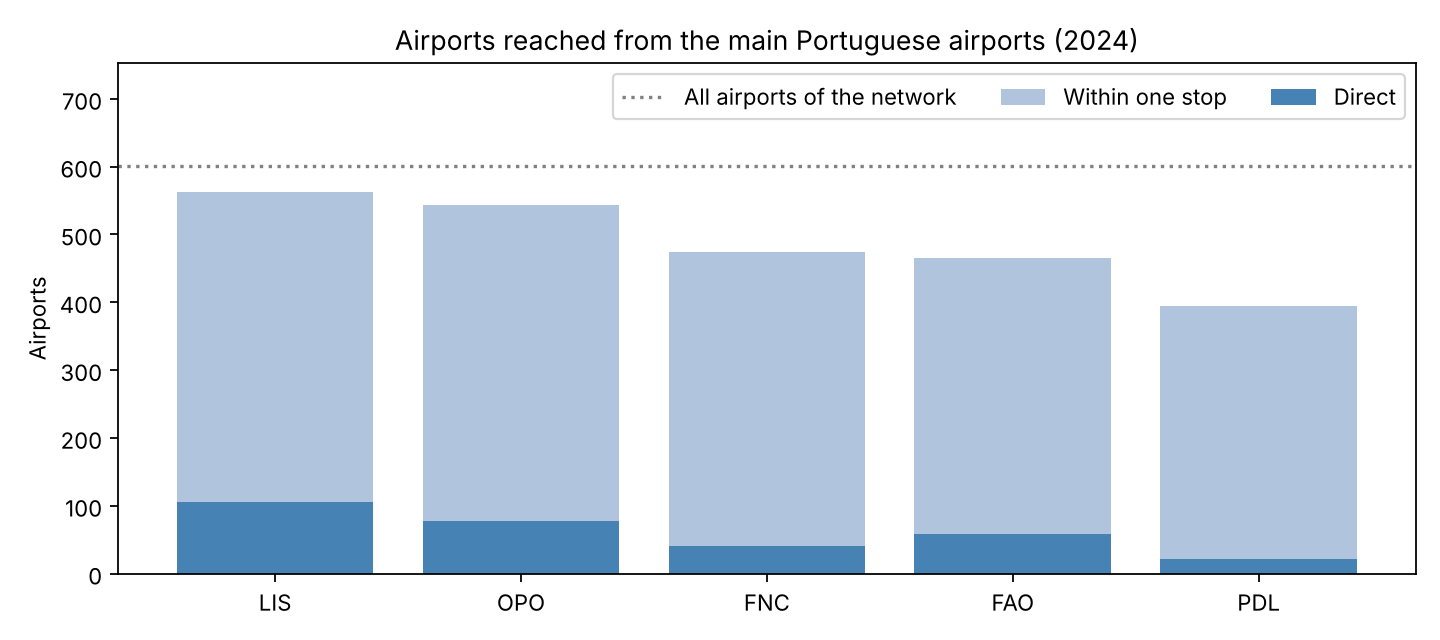 Airports reached from the main Portuguese airports (2024)
All airports of the network
Within one stop
Direct
Airports
700
600
500
400
300
200
100
0
LIS
OPO
FNC
FAO
PDL